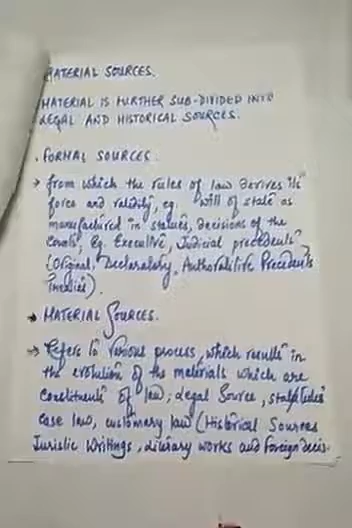 MATERIAL SOURCES.
MATERIAL IS FURTHER SUB-DIVIDED INTO
LEGAL AND HISTORICAL SOURCES.
. FORMAL SOURCES.
→ from which the rules of law derives its
force and validity, eg. "will of state as
manufactured in statues, decisions of the
Courts, Eg. Executive, Judicial precedents"
(Original, Declaratory, Authoritative Precedents
Treaties).
→ MATERIAL SOURCES.
→ Refers to various process, which results in
the evolution of the materials which are
constituents of law; Legal Source,
case law, customary law (Historical Sources
Juristic Writings, Literary works and foreign decis-